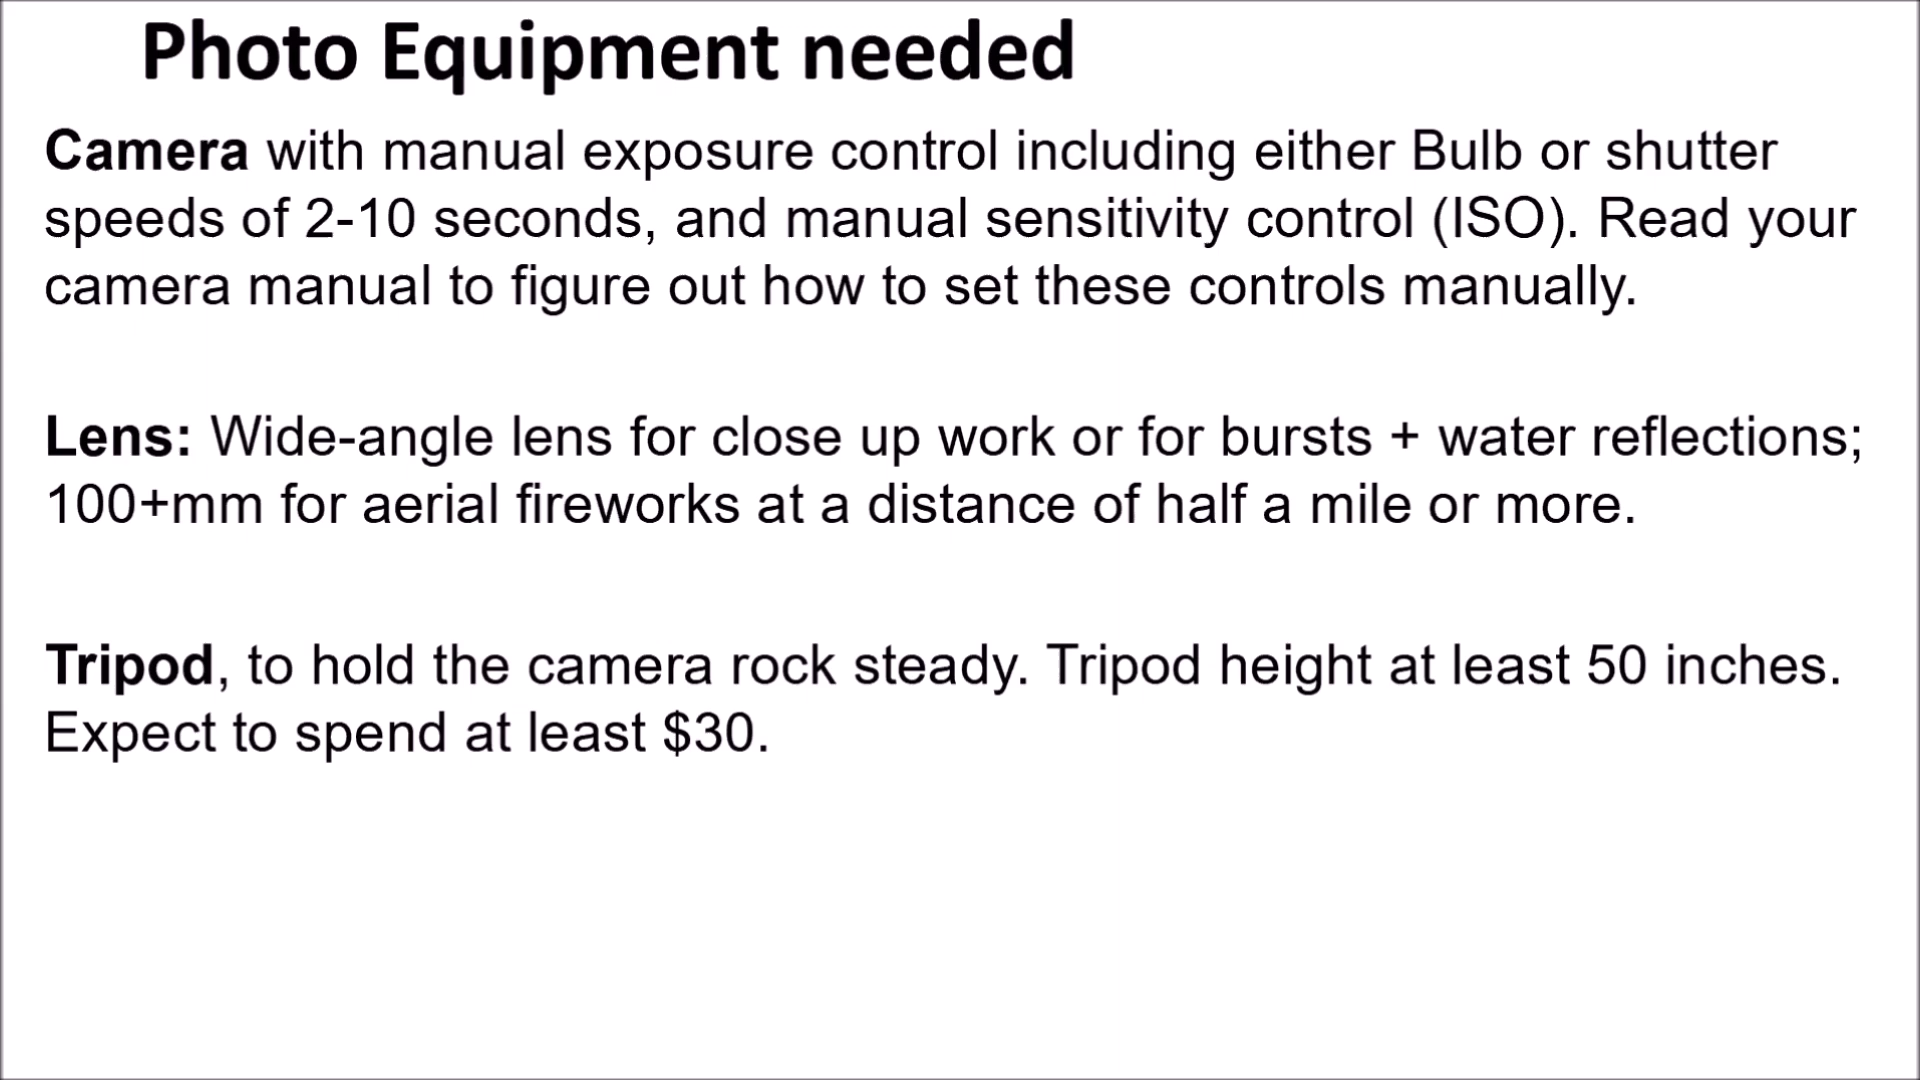 Photo Equipment needed
Camera with manual exposure control including either Bulb or shutter
speeds of 2-10 seconds, and manual sensitivity control (ISO). Read your
camera manual to figure out how to set these controls manually.
Lens: Wide-angle lens for close up work or for bursts + water reflections;
100+mm for aerial fireworks at a distance of half a mile or more.
Tripod, to hold the camera rock steady. Tripod height at least 50 inches.
Expect to spend at least $30.